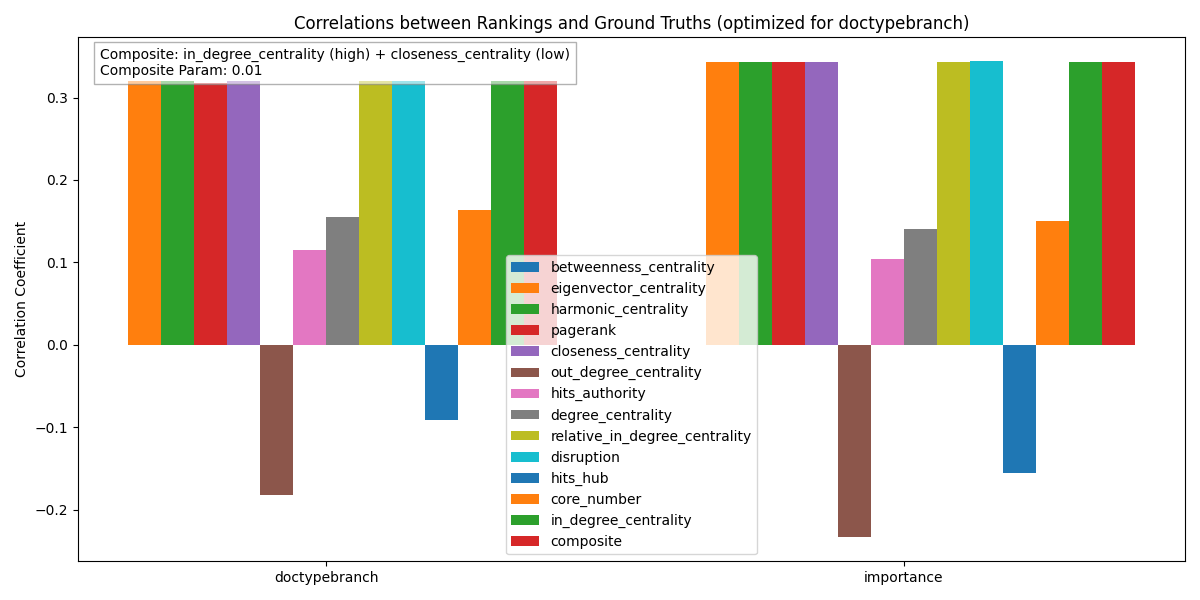 Correlations between Rankings and Ground Truths (optimized for doctypebranch)
Composite: in_degree_centrality (high) + closeness_centrality (low)
Composite Param: 0.01
Correlation Coefficient
0.3
0.2
0.1
0.0
−0.1
−0.2
betweenness_centrality
eigenvector_centrality
harmonic_centrality
pagerank
closeness_centrality
out_degree_centrality
hits_authority
degree_centrality
relative_in_degree_centrality
disruption
hits_hub
core_number
in_degree_centrality
composite
doctypebranch
importance